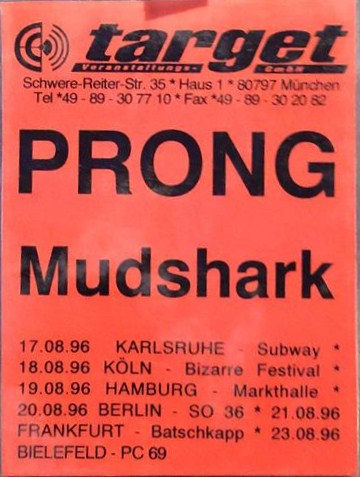 target
Veranstaltungs- GmbH
Schwere-Reiter-Str. 35 * Haus 1 * 80797 München
Tel *49 - 89 - 30 77 10 * Fax *49 - 89 - 30 20 82
PRONG
Mudshark
17.08.96 KARLSRUHE - Subway *
18.08.96 KÖLN - Bizarre Festival *
19.08.96 HAMBURG - Markthalle *
20.08.96 BERLIN - SO 36 * 21.08.96
FRANKFURT - Batschkapp * 23.08.96
BIELEFELD - PC 69